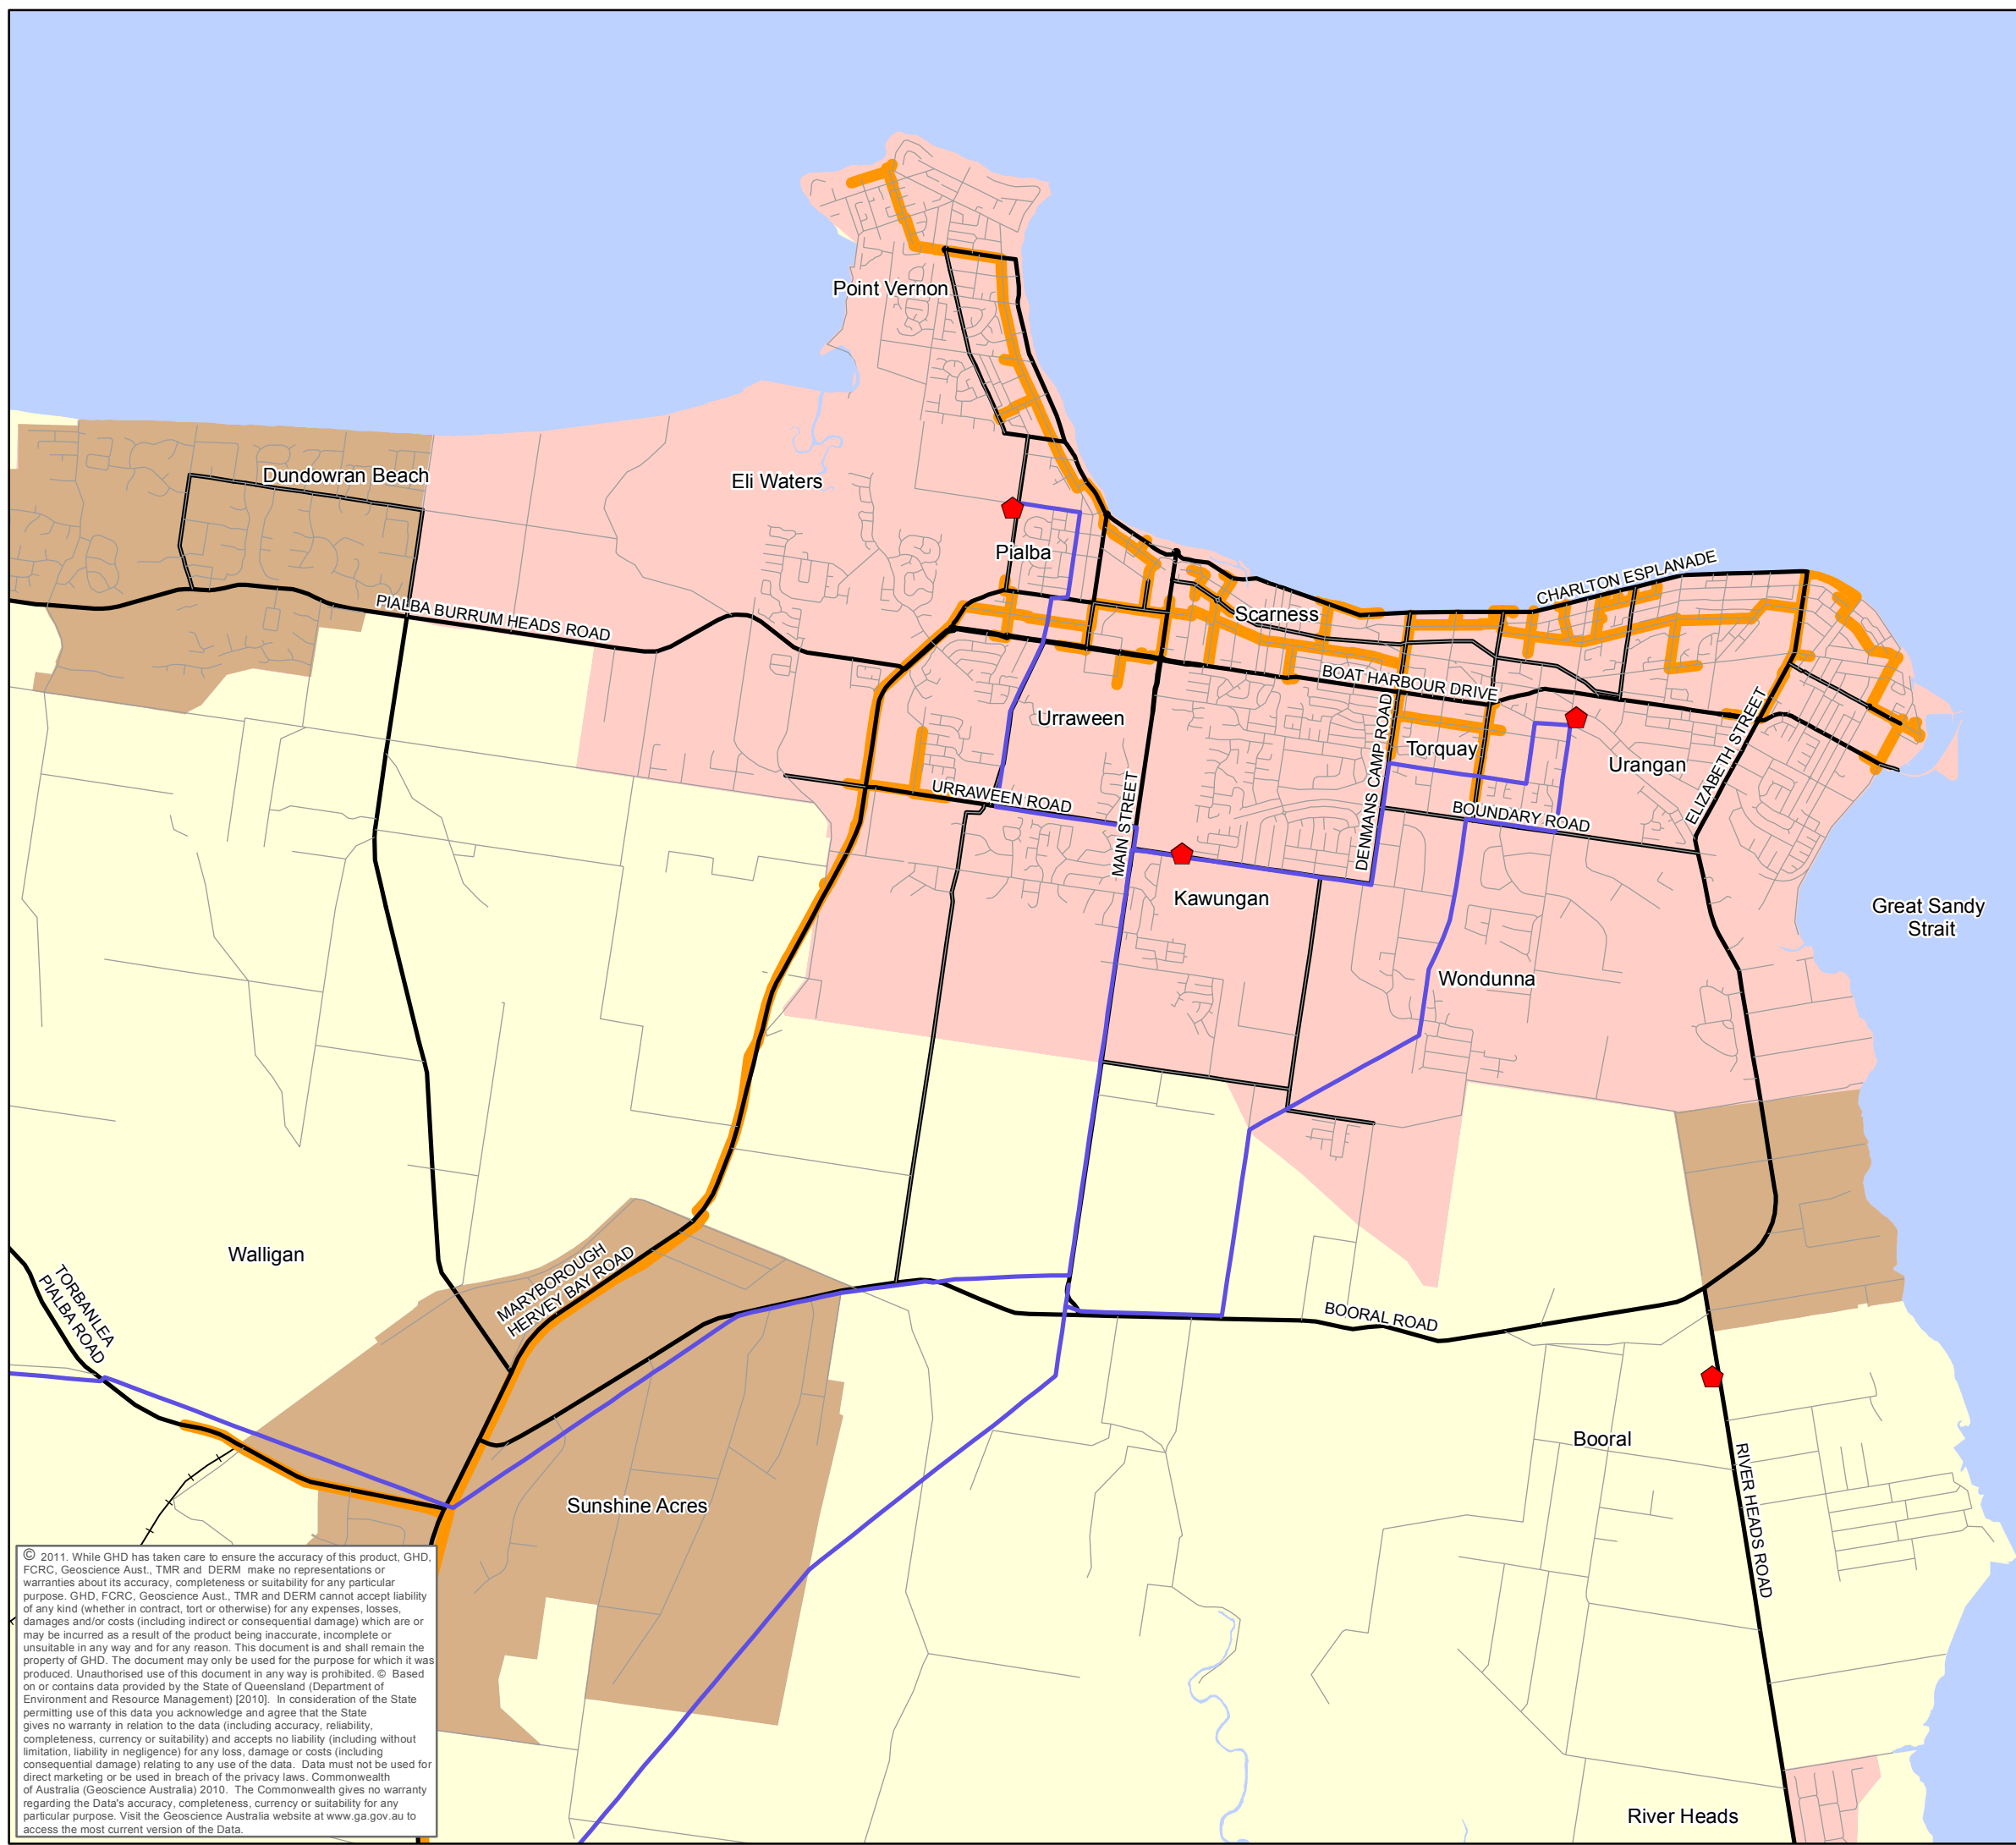 Point Vernon
Dundowran Beach
Eli Waters
Pialba
CHARLTON ESPLANADE
PIALBA BURRUM HEADS ROAD
Scarness
BOAT HARBOUR DRIVE
Urraween
DENMANS CAMP ROAD
Torquay
Urangan
ELIZABETH STREET
URRAWEEN ROAD
MAIN STREET
BOUNDARY ROAD
Kawungan
Great Sandy
Strait
Wondunna
Walligan
MARYBOROUGH
HERVEY BAY ROAD
TORBANLEA
PIALBA ROAD
BOORAL ROAD
Booral
Sunshine Acres
RIVER HEADS ROAD
River Heads
© 2011. While GHD has taken care to ensure the accuracy of this product, GHD,
FCRC, Geoscience Aust., TMR and DERM make no representations or
warranties about its accuracy, completeness or suitability for any particular
purpose. GHD, FCRC, Geoscience Aust., TMR and DERM cannot accept liability
of any kind (whether in contract, tort or otherwise) for any expenses, losses,
damages and/or costs (including indirect or consequential damage) which are or
may be incurred as a result of the product being inaccurate, incomplete or
unsuitable in any way and for any reason. This document is and shall remain the
property of GHD. The document may only be used for the purpose for which it was
produced. Unauthorised use of this document in any way is prohibited. © Based
on or contains data provided by the State of Queensland (Department of
Environment and Resource Management) [2010]. In consideration of the State
permitting use of this data you acknowledge and agree that the State
gives no warranty in relation to the data (including accuracy, reliability,
completeness, currency or suitability) and accepts no liability (including without
limitation, liability in negligence) for any loss, damage or costs (including
consequential damage) relating to any use of the data. Data must not be used for
direct marketing or be used in breach of the privacy laws. Commonwealth
of Australia (Geoscience Australia) 2010. The Commonwealth gives no warranty
regarding the Data's accuracy, completeness, currency or suitability for any
particular purpose. Visit the Geoscience Australia website at www.ga.gov.au to
access the most current version of the Data.